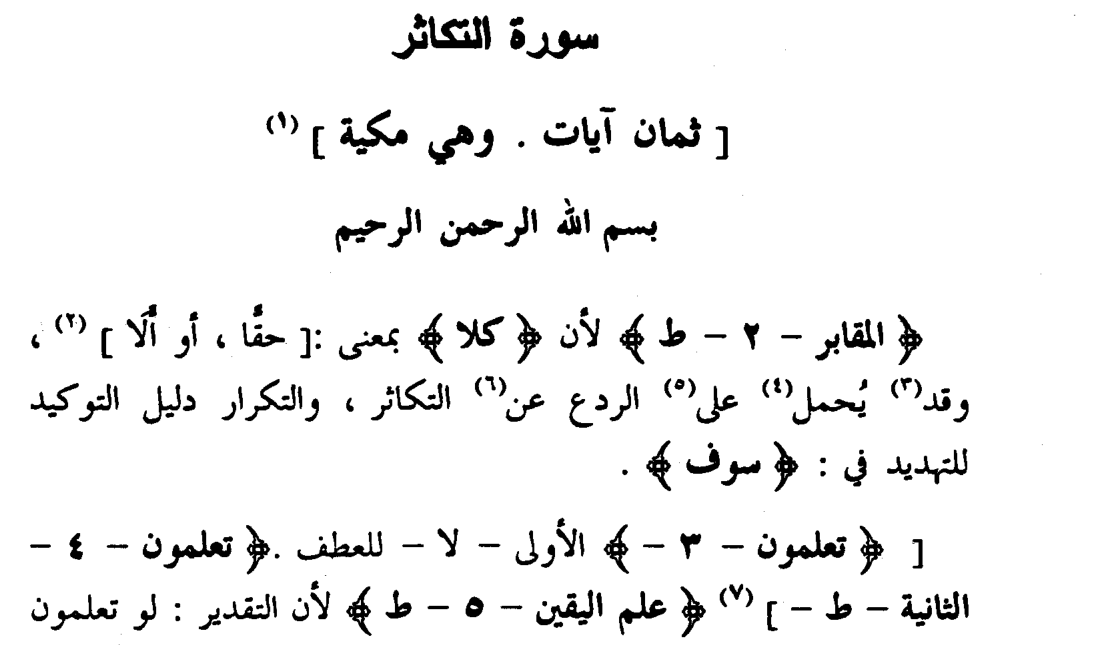 سورة التكاثر
[ ثمان آيات . وهي مكية ] (١)
بسم الله الرحمن الرحيم
﴿ المقابر – ٢ – ط ﴾ لأن ﴿ كلا ﴾ بمعنى :[ حقًّا ، أو أَلَا ] (٢) ،
وقد(٣) يُحمل(٤) على(٥) الردع عن(٦) التكاثر ، والتكرار دليل التوكيد
للتهديد في : ﴿ سوف ﴾ .
[ ﴿ تعلمون – ٣ – ﴾ الأولى – لا – للعطف .﴿ تعلمون – ٤ –
الثانية – ط – ] (٧) ﴿ علم اليقين – ٥ – ط ﴾ لأن التقدير : لو تعلمون